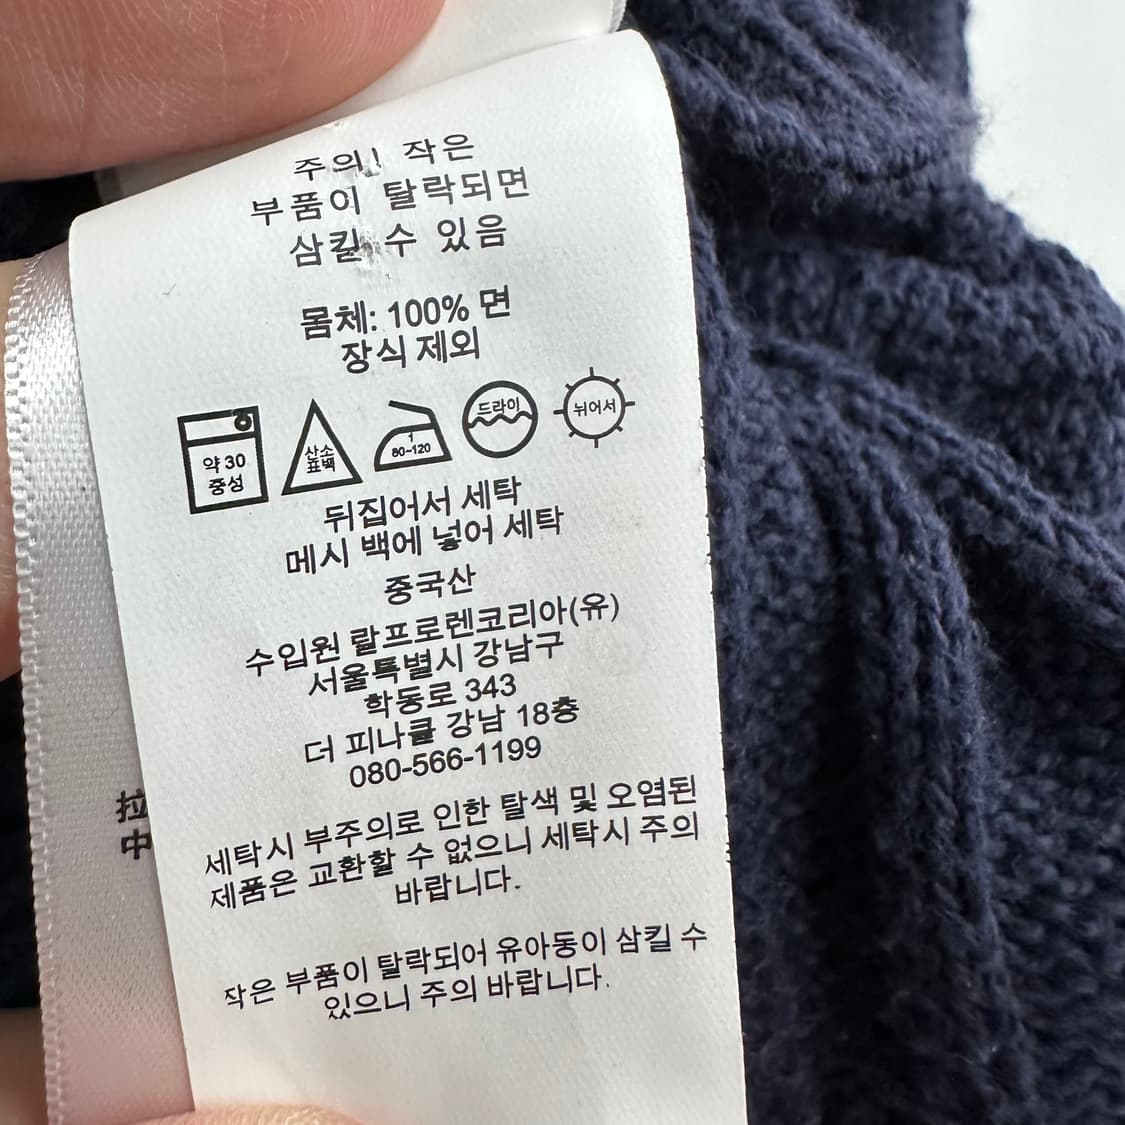 주의! 작은
부품이 탈락되면
삼킬 수 있음
몸체: 100% 면
장식 제외
약 30
중성
산소
표백
1
80~120
드라이
뉘어서
뒤집어서 세탁
메시 백에 넣어 세탁
중국산
수입원 랄프로렌코리아(유)
서울특별시 강남구
학동로 343
더 피나클 강남 18층
080-566-1199
세탁시 부주의로 인한 탈색 및 오염된
제품은 교환할 수 없으니 세탁시 주의
바랍니다.
작은 부품이 탈락되어 유아동이 삼킬 수
있으니 주의 바랍니다.
拉
中